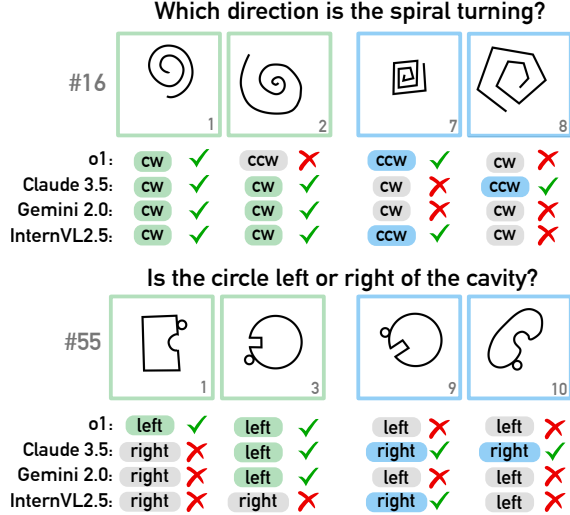 Which direction is the spiral turning?
#16
1 2 7 8
o1: cw ccw ccw cw
Claude 3.5: cw cw cw ccw
Gemini 2.0: cw cw cw cw
InternVL2.5: cw cw ccw cw
Is the circle left or right of the cavity?
#55
1 3 9 10
o1: left left left left
Claude 3.5: right left right right
Gemini 2.0: right left left left
InternVL2.5: right right right left